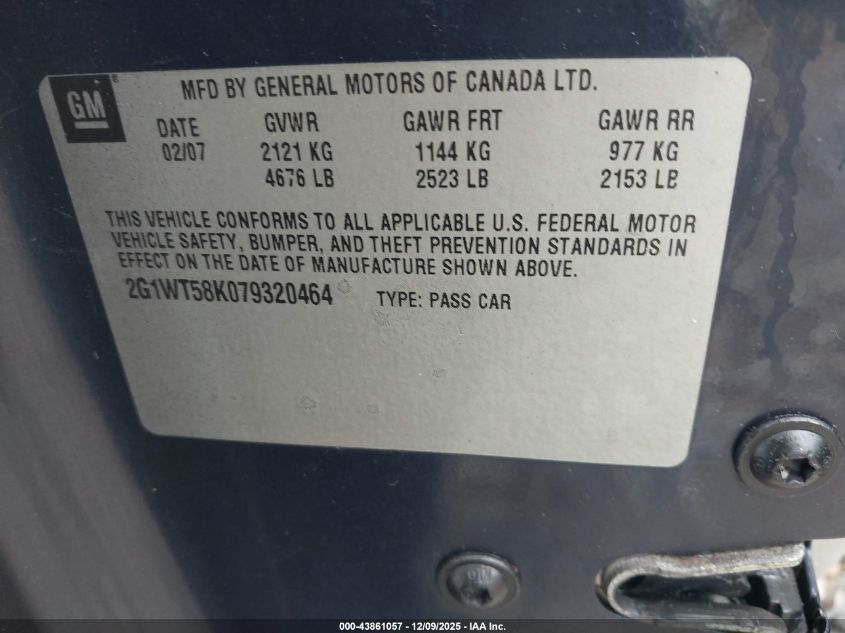 GM
MFD BY GENERAL MOTORS OF CANADA LTD.
DATE GVWR GAWR FRT GAWR RR
02/07 2121 KG 1144 KG 977 KG
4676 LB 2523 LB 2153 LB
THIS VEHICLE CONFORMS TO ALL APPLICABLE U.S. FEDERAL MOTOR
VEHICLE SAFETY, BUMPER, AND THEFT PREVENTION STANDARDS IN
EFFECT ON THE DATE OF MANUFACTURE SHOWN ABOVE.
2G1WT58K079320464 TYPE: PASS CAR
000-43861057 - 12/09/2025 - IAA Inc.